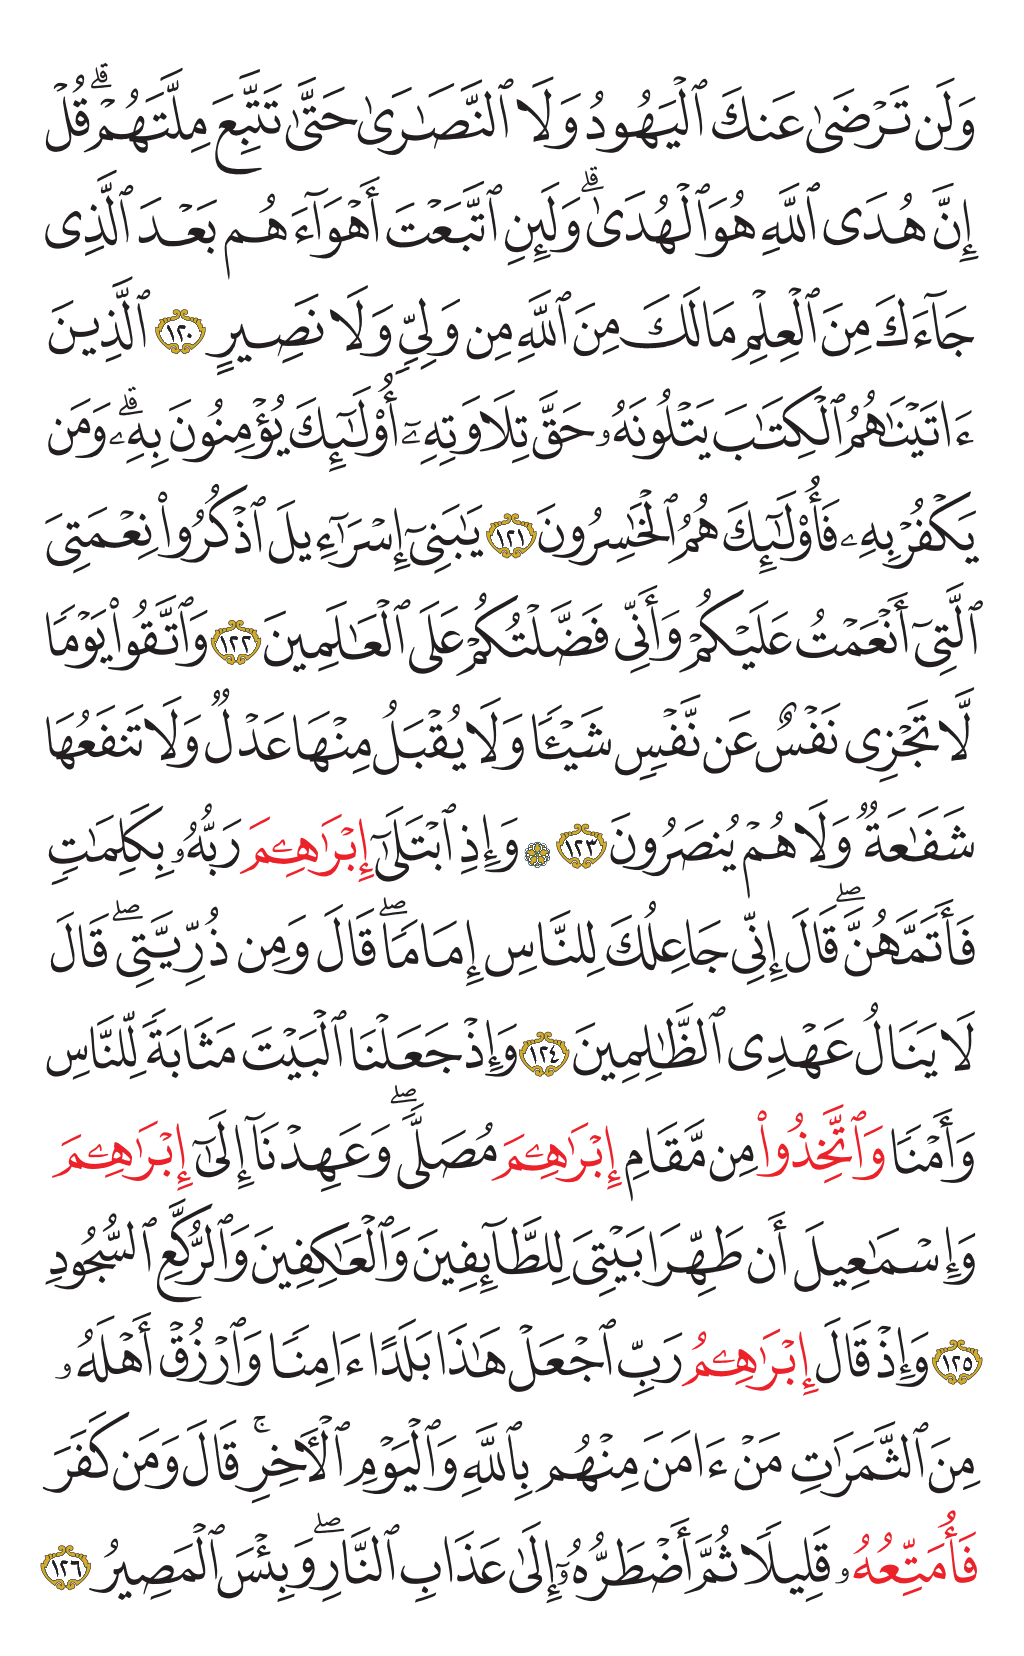 وَلَن تَرۡضَىٰ عَنكَ ٱلۡيَهُودُ وَلَا ٱلنَّصَٰرَىٰ حَتَّىٰ تَتَّبِعَ مِلَّتَهُمۡۗ قُلۡ
إِنَّ هُدَى ٱللَّهِ هُوَ ٱلۡهُدَىٰۗ وَلَئِنِ ٱتَّبَعۡتَ أَهۡوَآءَهُم بَعۡدَ ٱلَّذِى
جَآءَكَ مِنَ ٱلۡعِلۡمِ مَا لَكَ مِنَ ٱللَّهِ مِن وَلِيّٖ وَلَا نَصِيرٍ ١٢٠ ٱلَّذِينَ
ءَاتَيۡنَٰهُمُ ٱلۡكِتَٰبَ يَتۡلُونَهُۥ حَقَّ تِلَاوَتِهِۦٓ أُوْلَٰٓئِكَ يُؤۡمِنُونَ بِهِۦۗ وَمَن
يَكۡفُرۡ بِهِۦ فَأُوْلَٰٓئِكَ هُمُ ٱلۡخَٰسِرُونَ ١٢١ يَٰبَنِىٓ إِسۡرَٰٓءِيلَ ٱذۡكُرُواْ نِعۡمَتِىَ
ٱلَّتِىٓ أَنۡعَمۡتُ عَلَيۡكُمۡ وَأَنِّى فَضَّلۡتُكُمۡ عَلَى ٱلۡعَٰلَمِينَ ١٢٢ وَٱتَّقُواْ يَوۡمٗا
لَّا تَجۡزِى نَفۡسٌ عَن نَّفۡسٖ شَيۡـٔٗا وَلَا يُقۡبَلُ مِنۡهَا عَدۡلٞ وَلَا تَنفَعُهَا
شَفَٰعَةٞ وَلَا هُمۡ يُنصَرُونَ ١٢٣ ۞ وَإِذِ ٱبۡتَلَىٰٓ إِبۡرَٰهِـۧمَ رَبُّهُۥ بِكَلِمَٰتٖ
فَأَتَمَّهُنَّۖ قَالَ إِنِّى جَاعِلُكَ لِلنَّاسِ إِمَامٗاۖ قَالَ وَمِن ذُرِّيَّتِىۖ قَالَ
لَا يَنَالُ عَهۡدِى ٱلظَّٰلِمِينَ ١٢٤ وَإِذۡ جَعَلۡنَا ٱلۡبَيۡتَ مَثَابَةٗ لِّلنَّاسِ
وَأَمۡنٗا وَٱتَّخِذُواْ مِن مَّقَامِ إِبۡرَٰهِـۧمَ مُصَلّٗىۖ وَعَهِدۡنَآ إِلَىٰٓ إِبۡرَٰهِـۧمَ
وَإِسۡمَٰعِيلَ أَن طَهِّرَا بَيۡتِىَ لِلطَّآئِفِينَ وَٱلۡعَٰكِفِينَ وَٱلرُّكَّعِ ٱلسُّجُودِ
١٢٥ وَإِذۡ قَالَ إِبۡرَٰهِـۧمُ رَبِّ ٱجۡعَلۡ هَٰذَا بَلَدًا ءَامِنٗا وَٱرۡزُقۡ أَهۡلَهُۥ
مِنَ ٱلثَّمَرَٰتِ مَنۡ ءَامَنَ مِنۡهُم بِٱللَّهِ وَٱلۡيَوۡمِ ٱلۡأٓخِرِۚ قَالَ وَمَن كَفَرَ
فَأُمَتِّعُهُۥ قَلِيلٗا ثُمَّ أَضۡطَرُّهُۥٓ إِلَىٰ عَذَابِ ٱلنَّارِۖ وَبِئۡسَ ٱلۡمَصِيرُ ١٢٦